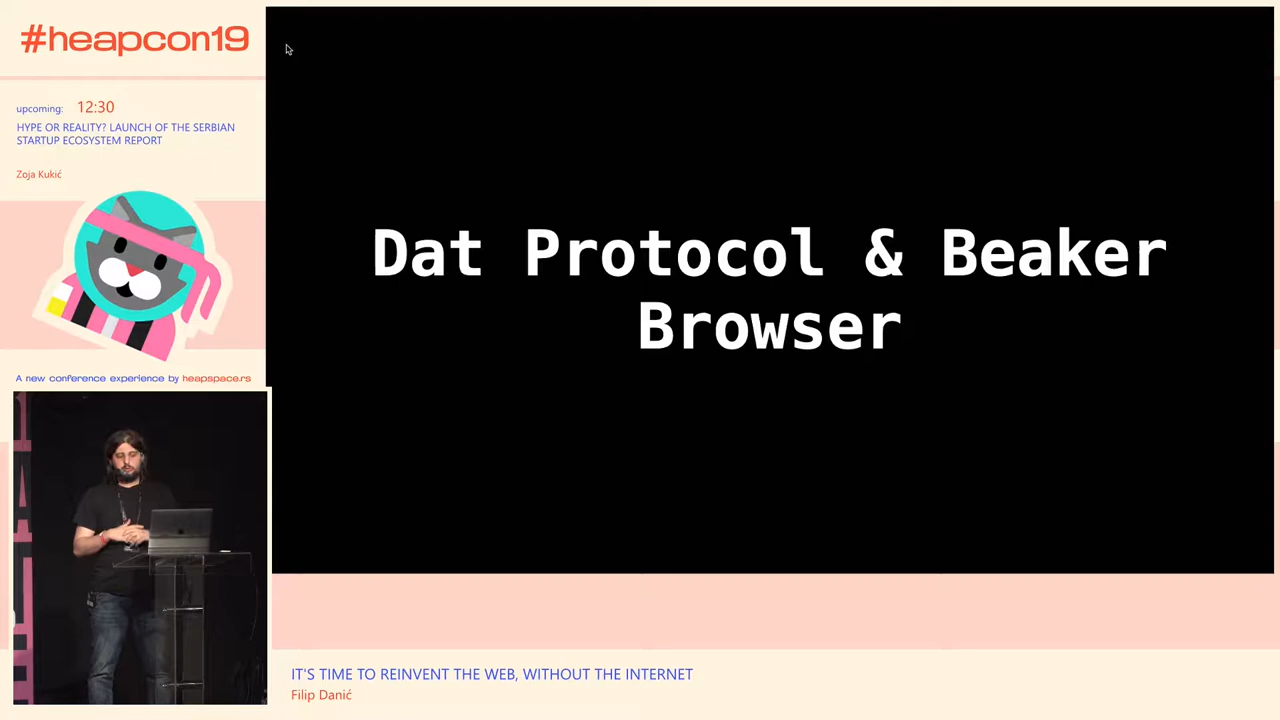 #heapcon19
upcoming: 12:30
HYPE OR REALITY? LAUNCH OF THE SERBIAN
STARTUP ECOSYSTEM REPORT
Zoja Kukić
A new conference experience by heapspace.rs
Dat Protocol & Beaker
Browser
IT'S TIME TO REINVENT THE WEB, WITHOUT THE INTERNET
Filip Danić